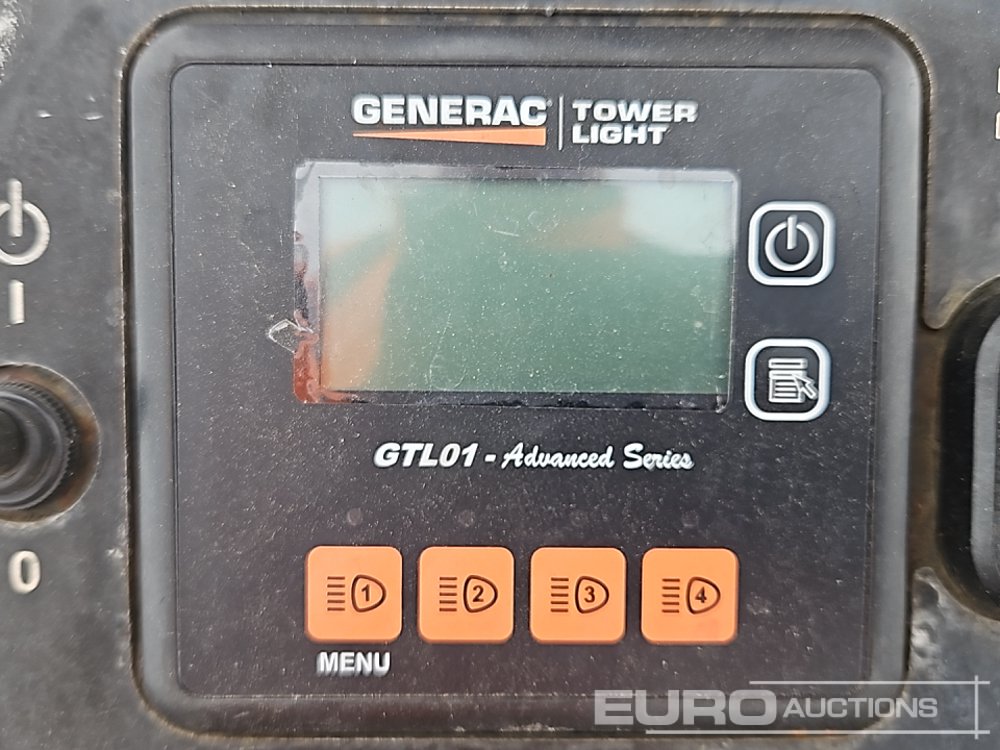 GENERAC TOWER LIGHT
GTL01 - Advanced Series
1 2 3 4
MENU
I
0
EURO AUCTIONS